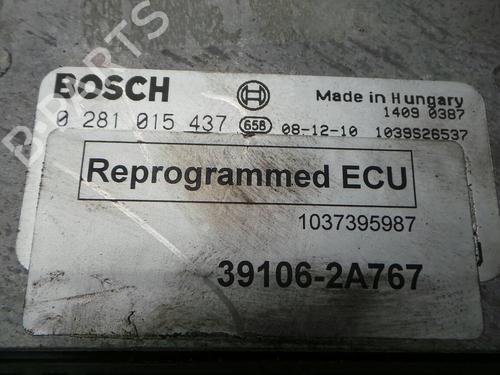 B-PARTS
BOSCH
Made in Hungary
1409 0387
0 281 015 437 658 08-12-10 1039S26537
Reprogrammed ECU
1037395987
39106-2A767